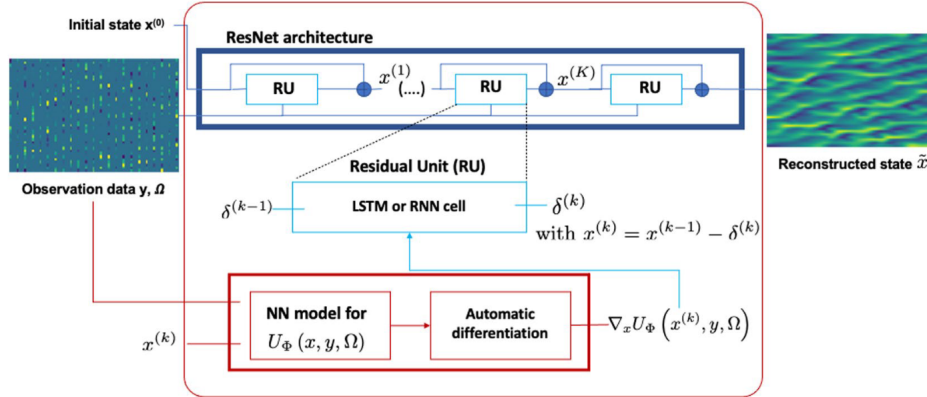 Initial state x⁽⁰⁾
ResNet architecture
RU
x⁽¹⁾
(....)
RU
x⁽ᴷ⁾
RU
Observation data y, Ω
Reconstructed state x̃
Residual Unit (RU)
δ⁽ᵏ⁻¹⁾
LSTM or RNN cell
δ⁽ᵏ⁾
with x⁽ᵏ⁾ = x⁽ᵏ⁻¹⁾ − δ⁽ᵏ⁾
NN model for
U_Φ (x, y, Ω)
Automatic
differentiation
∇ₓU_Φ (x⁽ᵏ⁾, y, Ω)
x⁽ᵏ⁾